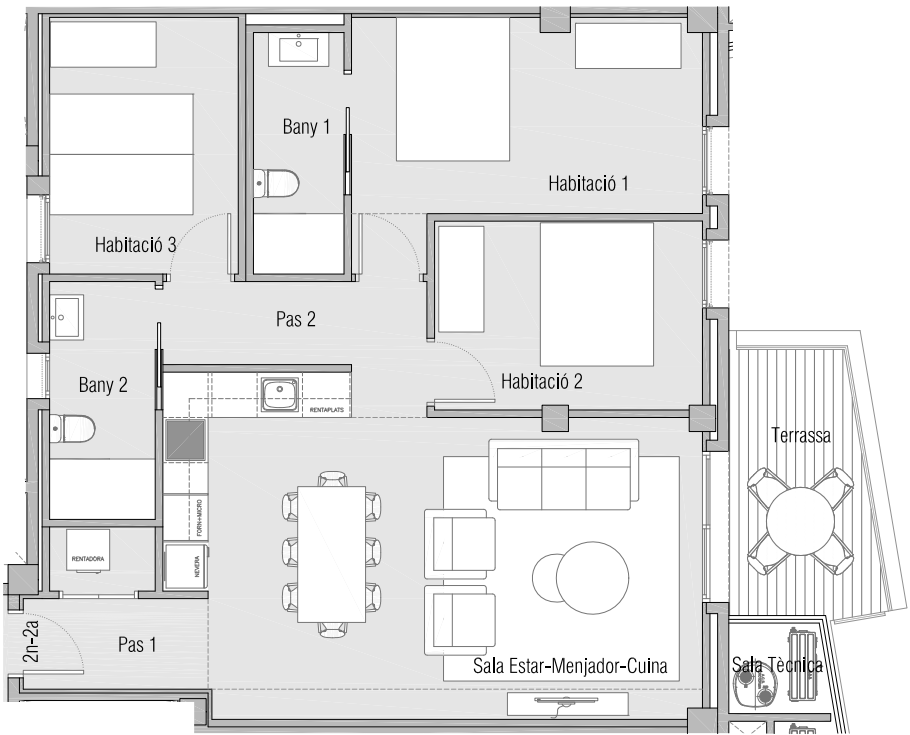 Bany 1
Habitació 1
Habitació 3
Pas 2
Bany 2
Habitació 2
RENTAPLATS
Terrassa
FORN+MICRO
RENTADORA
NEVERA
2n-2a
Pas 1
Sala Estar-Menjador-Cuina
Sala Tècnica